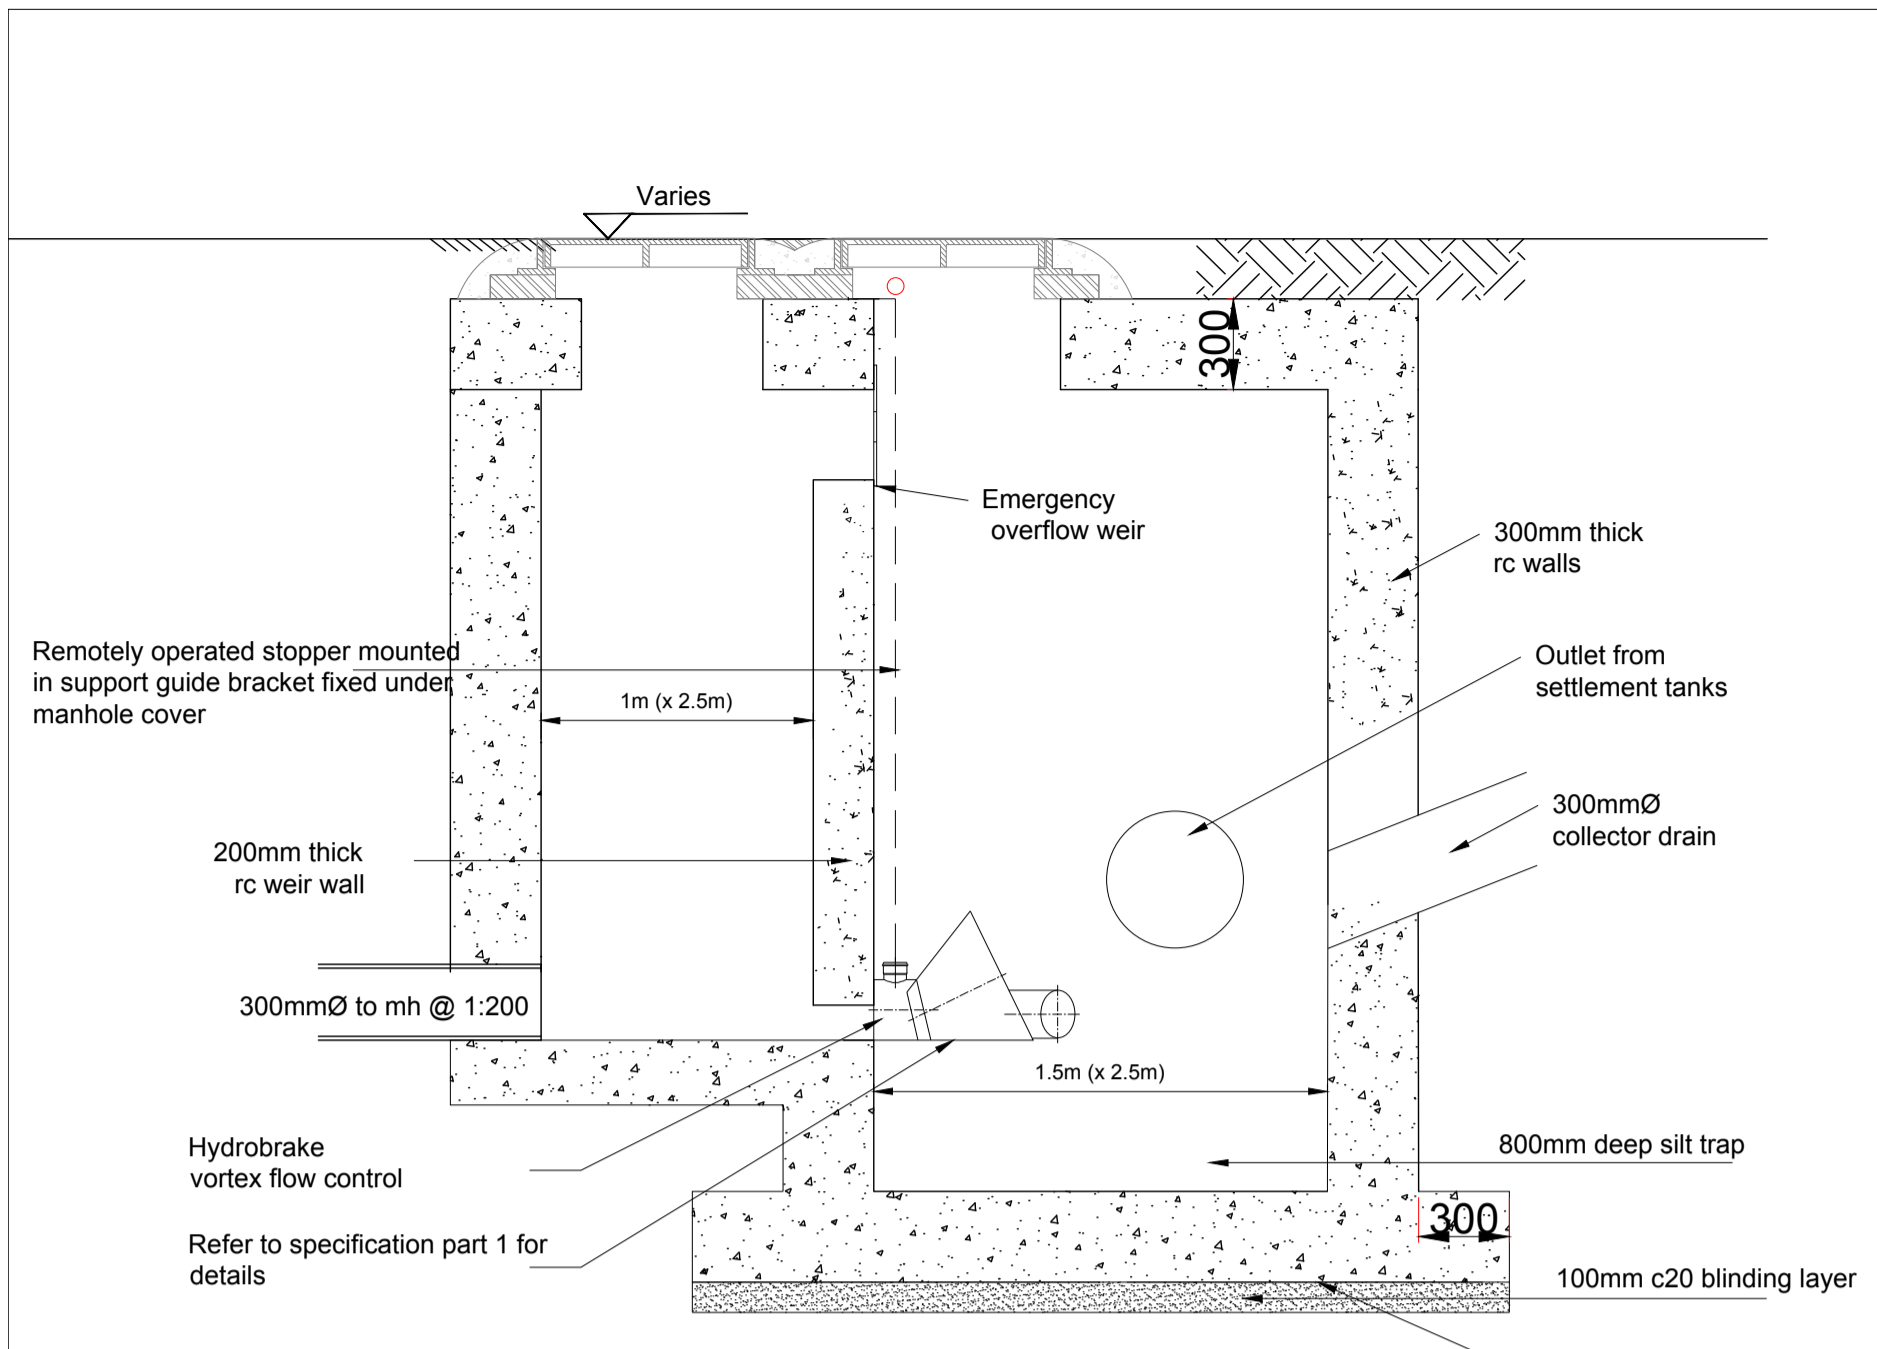 Varies
300
Emergency
overflow weir
300mm thick
rc walls
Remotely operated stopper mounted
in support guide bracket fixed under
manhole cover
1m (x 2.5m)
Outlet from
settlement tanks
300mmØ
collector drain
200mm thick
rc weir wall
300mmØ to mh @ 1:200
1.5m (x 2.5m)
Hydrobrake
vortex flow control
800mm deep silt trap
300
Refer to specification part 1 for
details
100mm c20 blinding layer